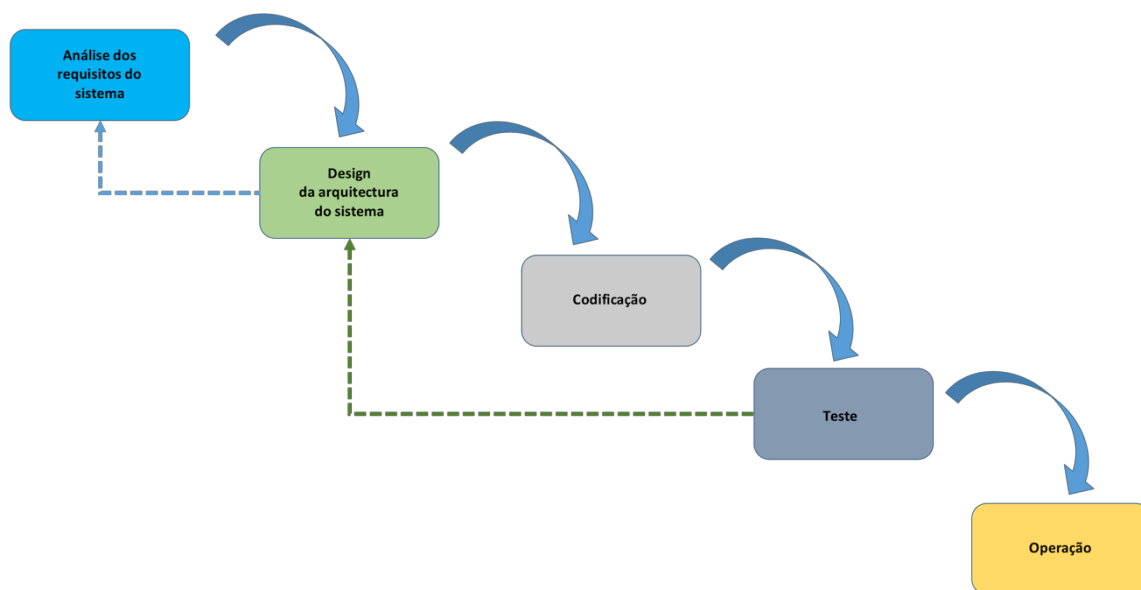 Análise dos
requisitos do
sistema
Design
da arquitectura
do sistema
Codificação
Teste
Operação